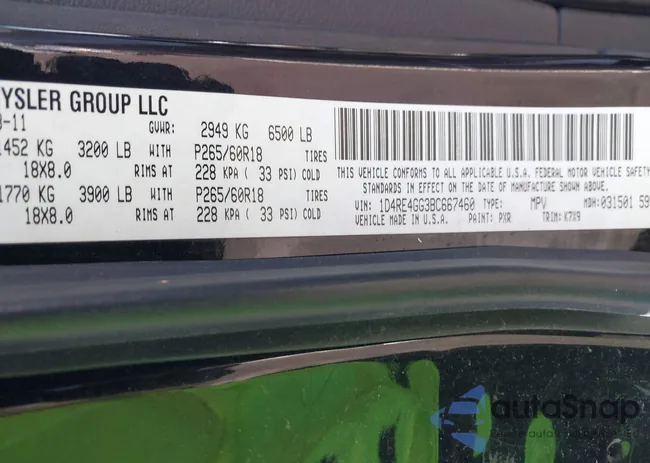 YSLER GROUP LLC
-11 GVWR: 2949 KG 6500 LB
1452 KG 3200 LB WITH P265/60R18 TIRES
18X8.0 RIMS AT 228 KPA ( 33 PSI) COLD
1770 KG 3900 LB WITH P265/60R18 TIRES
18X8.0 RIMS AT 228 KPA ( 33 PSI) COLD
THIS VEHICLE CONFORMS TO ALL APPLICABLE U.S.A. FEDERAL MOTOR VEHICLE SAFETY
STANDARDS IN EFFECT ON THE DATE OF MANUFACTURE SHOWN ABOVE.
VIN: 1D4RE4GG3BC667460 TYPE: MPV MDH: 031501 59
VEHICLE MADE IN U.S.A. PAINT: PXR TRIM: K7X9
autoSnap